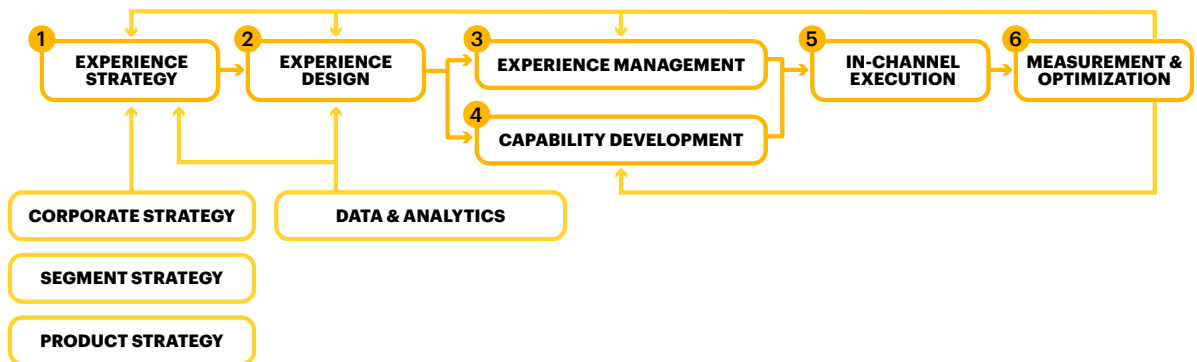 1
EXPERIENCE
STRATEGY
2
EXPERIENCE
DESIGN
3
EXPERIENCE MANAGEMENT
4
CAPABILITY DEVELOPMENT
5
IN-CHANNEL
EXECUTION
6
MEASUREMENT &
OPTIMIZATION
CORPORATE STRATEGY
DATA & ANALYTICS
SEGMENT STRATEGY
PRODUCT STRATEGY